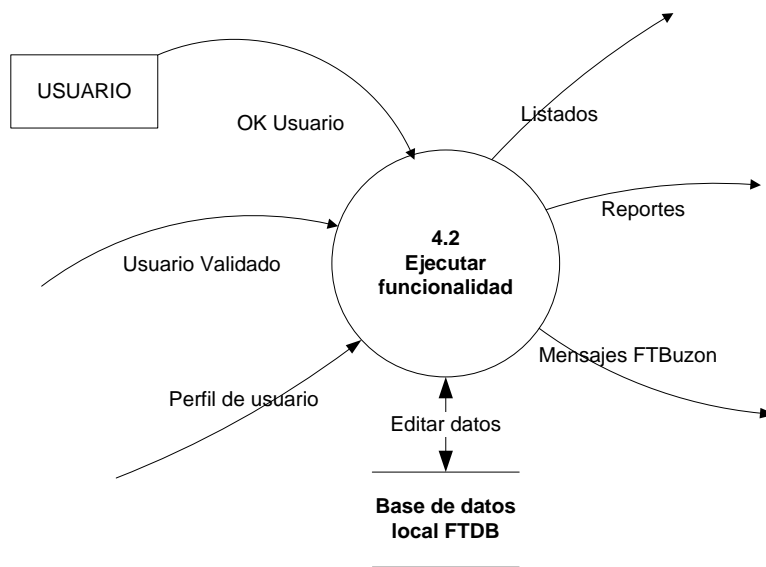 USUARIO
OK Usuario
Listados
Reportes
Usuario Validado
4.2
Ejecutar
funcionalidad
Mensajes FTBuzon
Perfil de usuario
Editar datos
Base de datos
local FTDB